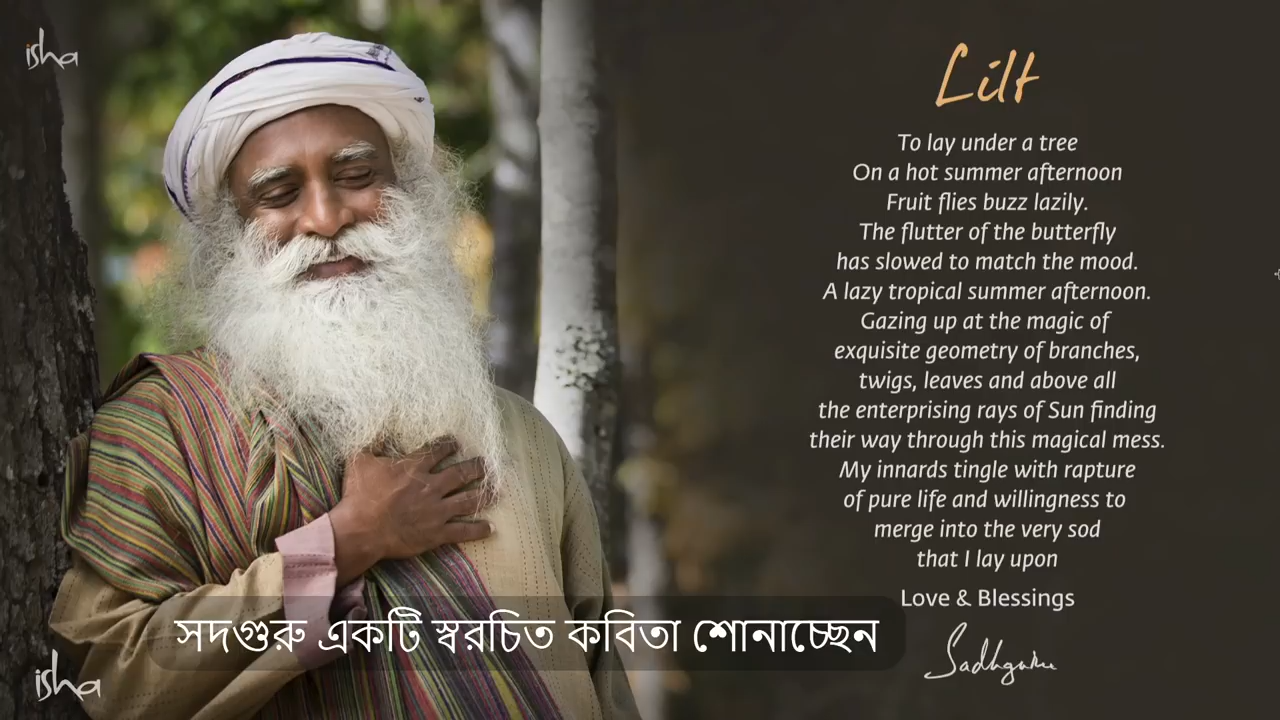 isha
Lilt
To lay under a tree
On a hot summer afternoon
Fruit flies buzz lazily.
The flutter of the butterfly
has slowed to match the mood.
A lazy tropical summer afternoon.
Gazing up at the magic of
exquisite geometry of branches,
twigs, leaves and above all
the enterprising rays of Sun finding
their way through this magical mess.
My innards tingle with rapture
of pure life and willingness to
merge into the very sod
that I lay upon
Love & Blessings
Sadhguru
সদগুরু একটি স্বরচিত কবিতা শোনাচ্ছেন
isha